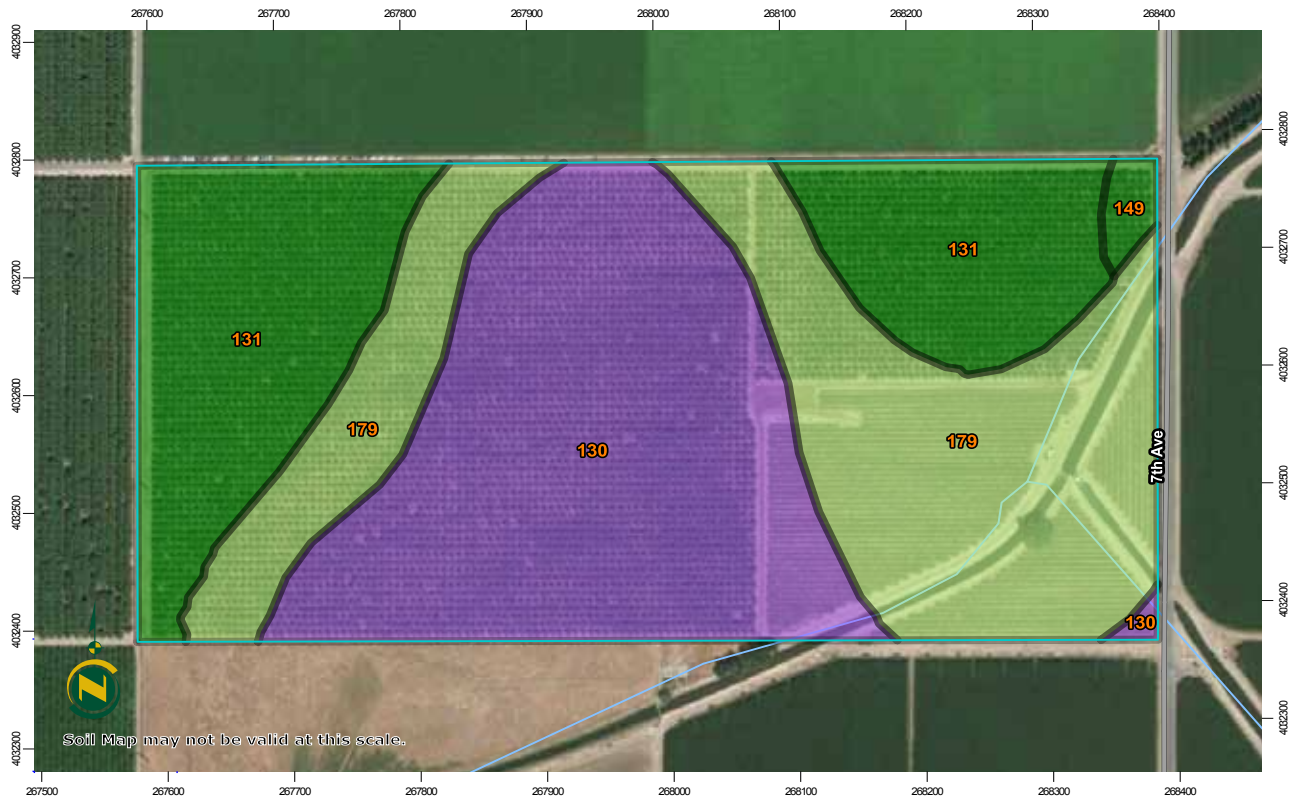 267600 267700 267800 267900 268000 268100 268200 268300 268400
4032900
4032800 4032800
149
131
4032700 4032700
131
4032600 4032600
179 179
130
7th Ave
4032500 4032500
4032400 4032400
130
N
4032300
Soil Map may not be valid at this scale.
4032200
267500 267600 267700 267800 267900 268000 268100 268200 268300 268400